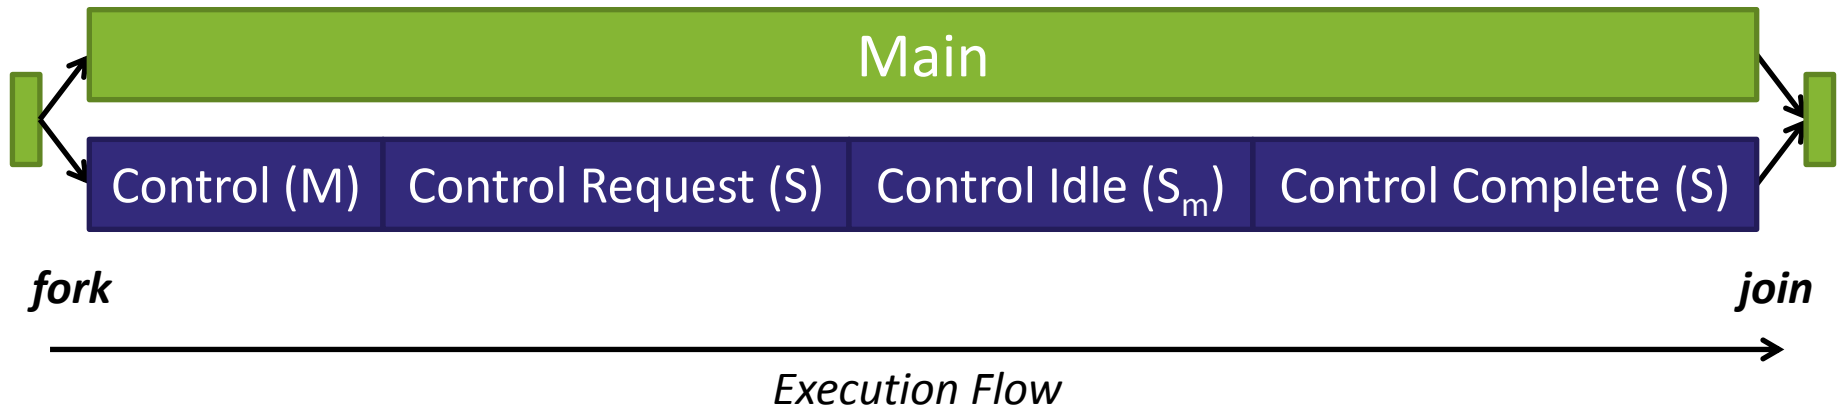 Main
Control (M) Control Request (S) Control Idle (Sₘ) Control Complete (S)
fork join
Execution Flow